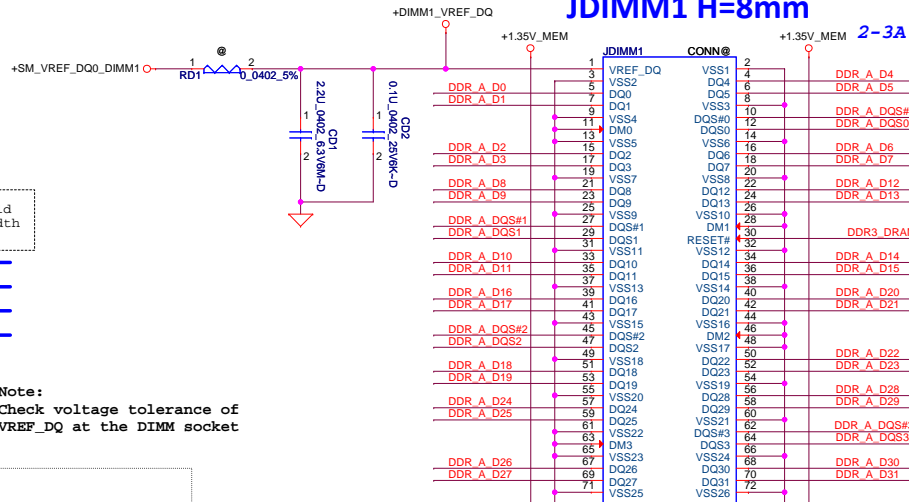 JDIMM1 H=8mm
+DIMM1_VREF_DQ
+1.35V_MEM
+1.35V_MEM
2-3A
JDIMM1 CONN@
@
+SM_VREF_DQ0_DIMM1
1 2
RD1 0_0402_5%
2.2U_0402_6.3V6M~D
CD1
1
2
0.1U_0402_25V6K~D
CD2
1
2
Note:
Check voltage tolerance of
VREF_DQ at the DIMM socket
1 VREF_DQ VSS1 2
3 VSS2 DQ4 4 DDR_A_D4
DDR_A_D0 5 DQ0 DQ5 6 DDR_A_D5
DDR_A_D1 7 DQ1 VSS3 8
9 VSS4 DQS#0 10 DDR_A_DQS#
11 DM0 DQS0 12 DDR_A_DQS0
13 VSS5 VSS6 14
DDR_A_D2 15 DQ2 DQ6 16 DDR_A_D6
DDR_A_D3 17 DQ3 DQ7 18 DDR_A_D7
19 VSS7 VSS8 20
DDR_A_D8 21 DQ8 DQ12 22 DDR_A_D12
DDR_A_D9 23 DQ9 DQ13 24 DDR_A_D13
25 VSS9 VSS10 26
DDR_A_DQS#1 27 DQS#1 DM1 28
DDR_A_DQS1 29 DQS1 RESET# 30 DDR3_DRA
31 VSS11 VSS12 32
DDR_A_D10 33 DQ10 DQ14 34 DDR_A_D14
DDR_A_D11 35 DQ11 DQ15 36 DDR_A_D15
37 VSS13 VSS14 38
DDR_A_D16 39 DQ16 DQ20 40 DDR_A_D20
DDR_A_D17 41 DQ17 DQ21 42 DDR_A_D21
43 VSS15 VSS16 44
DDR_A_DQS#2 45 DQS#2 DM2 46
DDR_A_DQS2 47 DQS2 VSS17 48
49 VSS18 DQ22 50 DDR_A_D22
DDR_A_D18 51 DQ18 DQ23 52 DDR_A_D23
DDR_A_D19 53 DQ19 VSS19 54
55 VSS20 DQ28 56 DDR_A_D28
DDR_A_D24 57 DQ24 DQ29 58 DDR_A_D29
DDR_A_D25 59 DQ25 VSS21 60
61 VSS22 DQS#3 62 DDR_A_DQS#
63 DM3 DQS3 64 DDR_A_DQS3
65 VSS23 VSS24 66
DDR_A_D26 67 DQ26 DQ30 68 DDR_A_D30
DDR_A_D27 69 DQ27 DQ31 70 DDR_A_D31
71 VSS25 VSS26 72